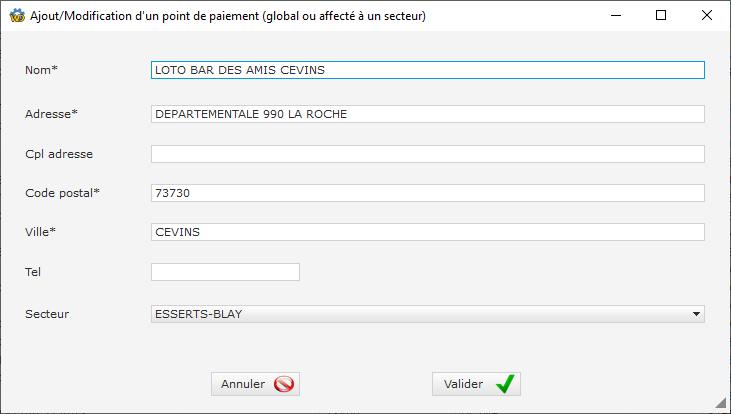 Ajout/Modification d'un point de paiement (global ou affecté à un secteur)
Nom* LOTO BAR DES AMIS CEVINS
Adresse* DEPARTEMENTALE 990 LA ROCHE
Cpl adresse
Code postal* 73730
Ville* CEVINS
Tel
Secteur ESSERTS-BLAY
Annuler Valider